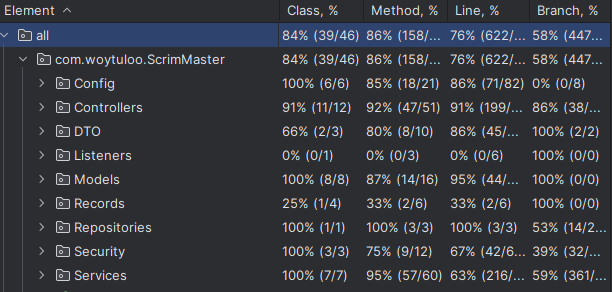 Element Class, % Method, % Line, % Branch, %
all 84% (39/46) 86% (158/... 76% (622/... 58% (447...
com.woytuloo.ScrimMaster 84% (39/46) 86% (158/... 76% (622/... 58% (447...
Config 100% (6/6) 85% (18/21) 86% (71/82) 0% (0/8)
Controllers 91% (11/12) 92% (47/51) 91% (199/... 86% (38/...
DTO 66% (2/3) 80% (8/10) 86% (45/... 100% (2/2)
Listeners 0% (0/1) 0% (0/3) 0% (0/6) 100% (0/0)
Models 100% (8/8) 87% (14/16) 95% (44/... 100% (0/0)
Records 25% (1/4) 33% (2/6) 33% (2/6) 100% (0/0)
Repositories 100% (1/1) 100% (3/3) 100% (3/3) 53% (14/2...
Security 100% (3/3) 75% (9/12) 67% (42/6... 39% (32/...
Services 100% (7/7) 95% (57/60) 63% (216/... 59% (361/...